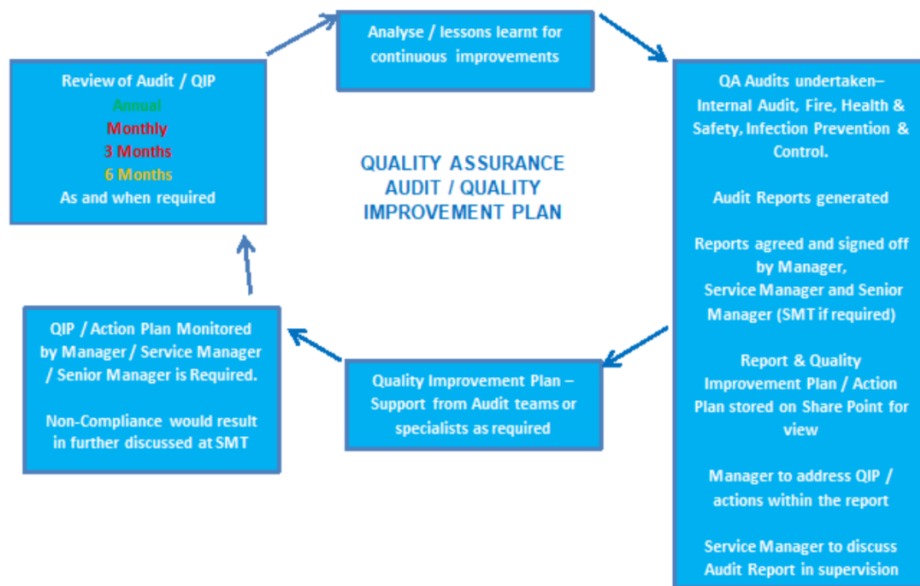 Analyse / lessons learnt for
continuous improvements
Review of Audit / QIP
Annual
Monthly
3 Months
6 Months
As and when required
QUALITY ASSURANCE
AUDIT / QUALITY
IMPROVEMENT PLAN
QA Audits undertaken–
Internal Audit, Fire, Health &
Safety, Infection Prevention &
Control.
Audit Reports generated
Reports agreed and signed off
by Manager,
Service Manager and Senior
Manager (SMT if required)
Report & Quality
Improvement Plan / Action
Plan stored on Share Point for
view
Manager to address QIP /
actions within the report
Service Manager to discuss
Audit Report in supervision
Quality Improvement Plan –
Support from Audit teams or
specialists as required
QIP / Action Plan Monitored
by Manager / Service Manager
/ Senior Manager is Required.
Non-Compliance would result
in further discussed at SMT